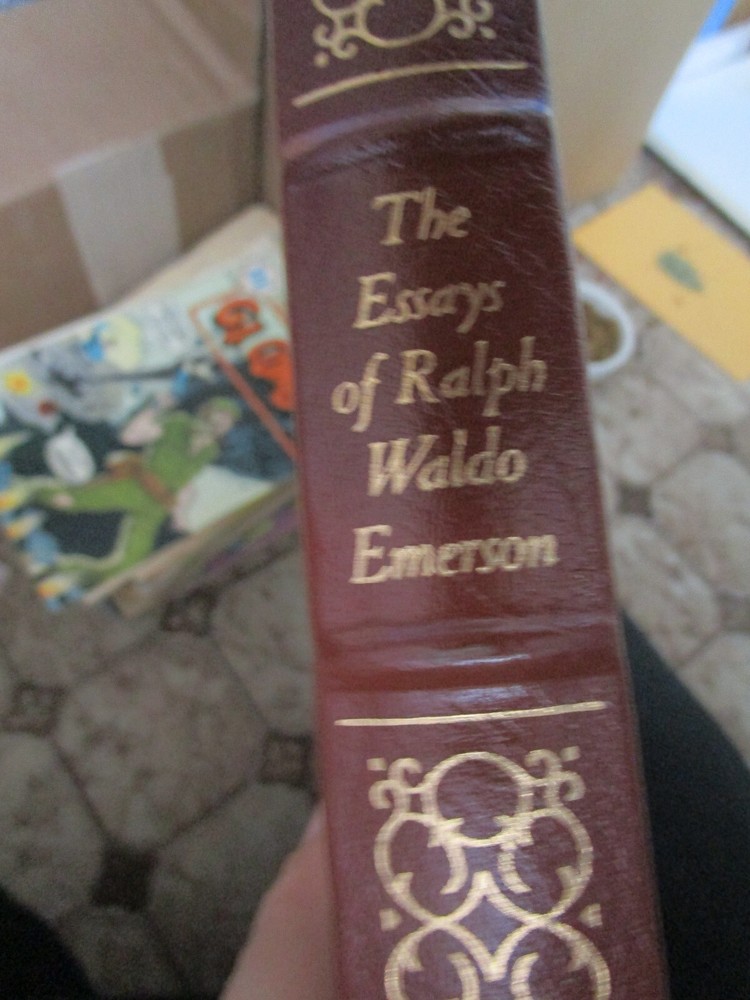 The
Essays
of Ralph
Waldo
Emerson